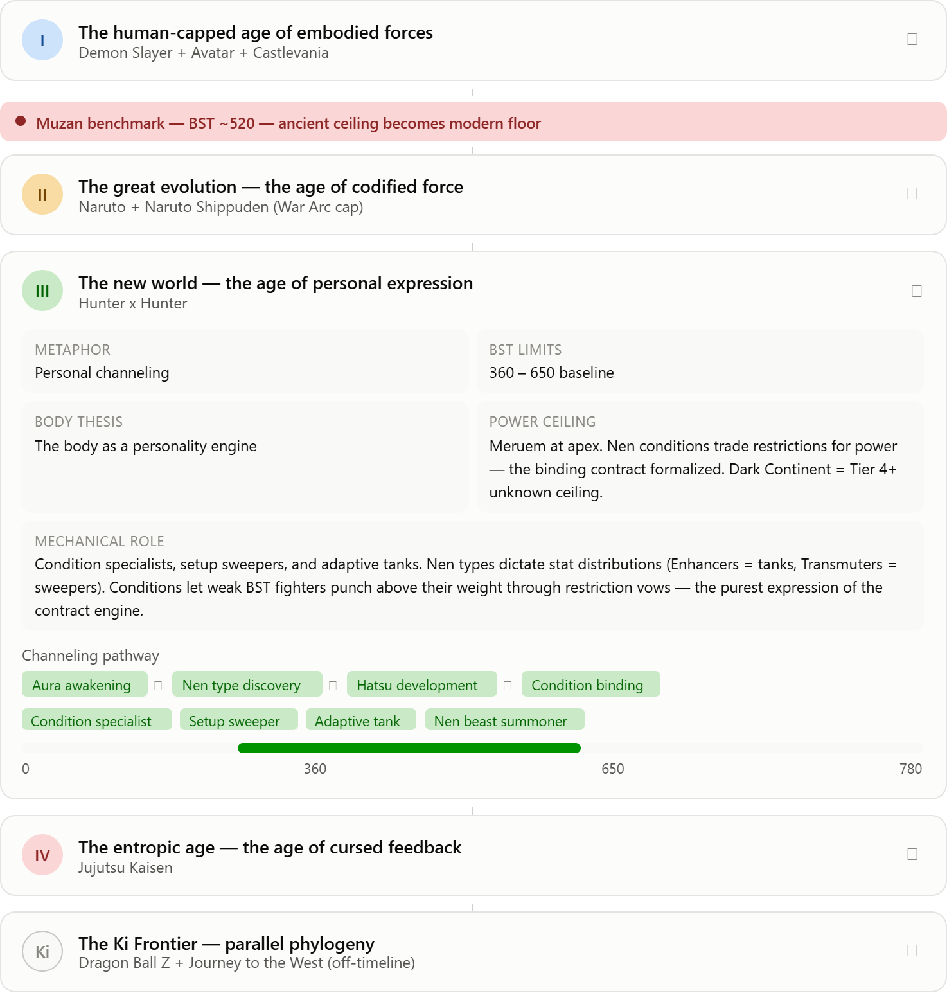 I
The human-capped age of embodied forces
Demon Slayer + Avatar + Castlevania
Muzan benchmark — BST ~520 — ancient ceiling becomes modern floor
II
The great evolution — the age of codified force
Naruto + Naruto Shippuden (War Arc cap)
III
The new world — the age of personal expression
Hunter x Hunter
METAPHOR
Personal channeling
BST LIMITS
360 – 650 baseline
BODY THESIS
The body as a personality engine
POWER CEILING
Meruem at apex. Nen conditions trade restrictions for power
— the binding contract formalized. Dark Continent = Tier 4+
unknown ceiling.
MECHANICAL ROLE
Condition specialists, setup sweepers, and adaptive tanks. Nen types dictate stat distributions (Enhancers = tanks, Transmuters =
sweepers). Conditions let weak BST fighters punch above their weight through restriction vows — the purest expression of the
contract engine.
Channeling pathway
Aura awakening Nen type discovery Hatsu development Condition binding
Condition specialist Setup sweeper Adaptive tank Nen beast summoner
0 360 650 780
IV
The entropic age — the age of cursed feedback
Jujutsu Kaisen
Ki
The Ki Frontier — parallel phylogeny
Dragon Ball Z + Journey to the West (off-timeline)